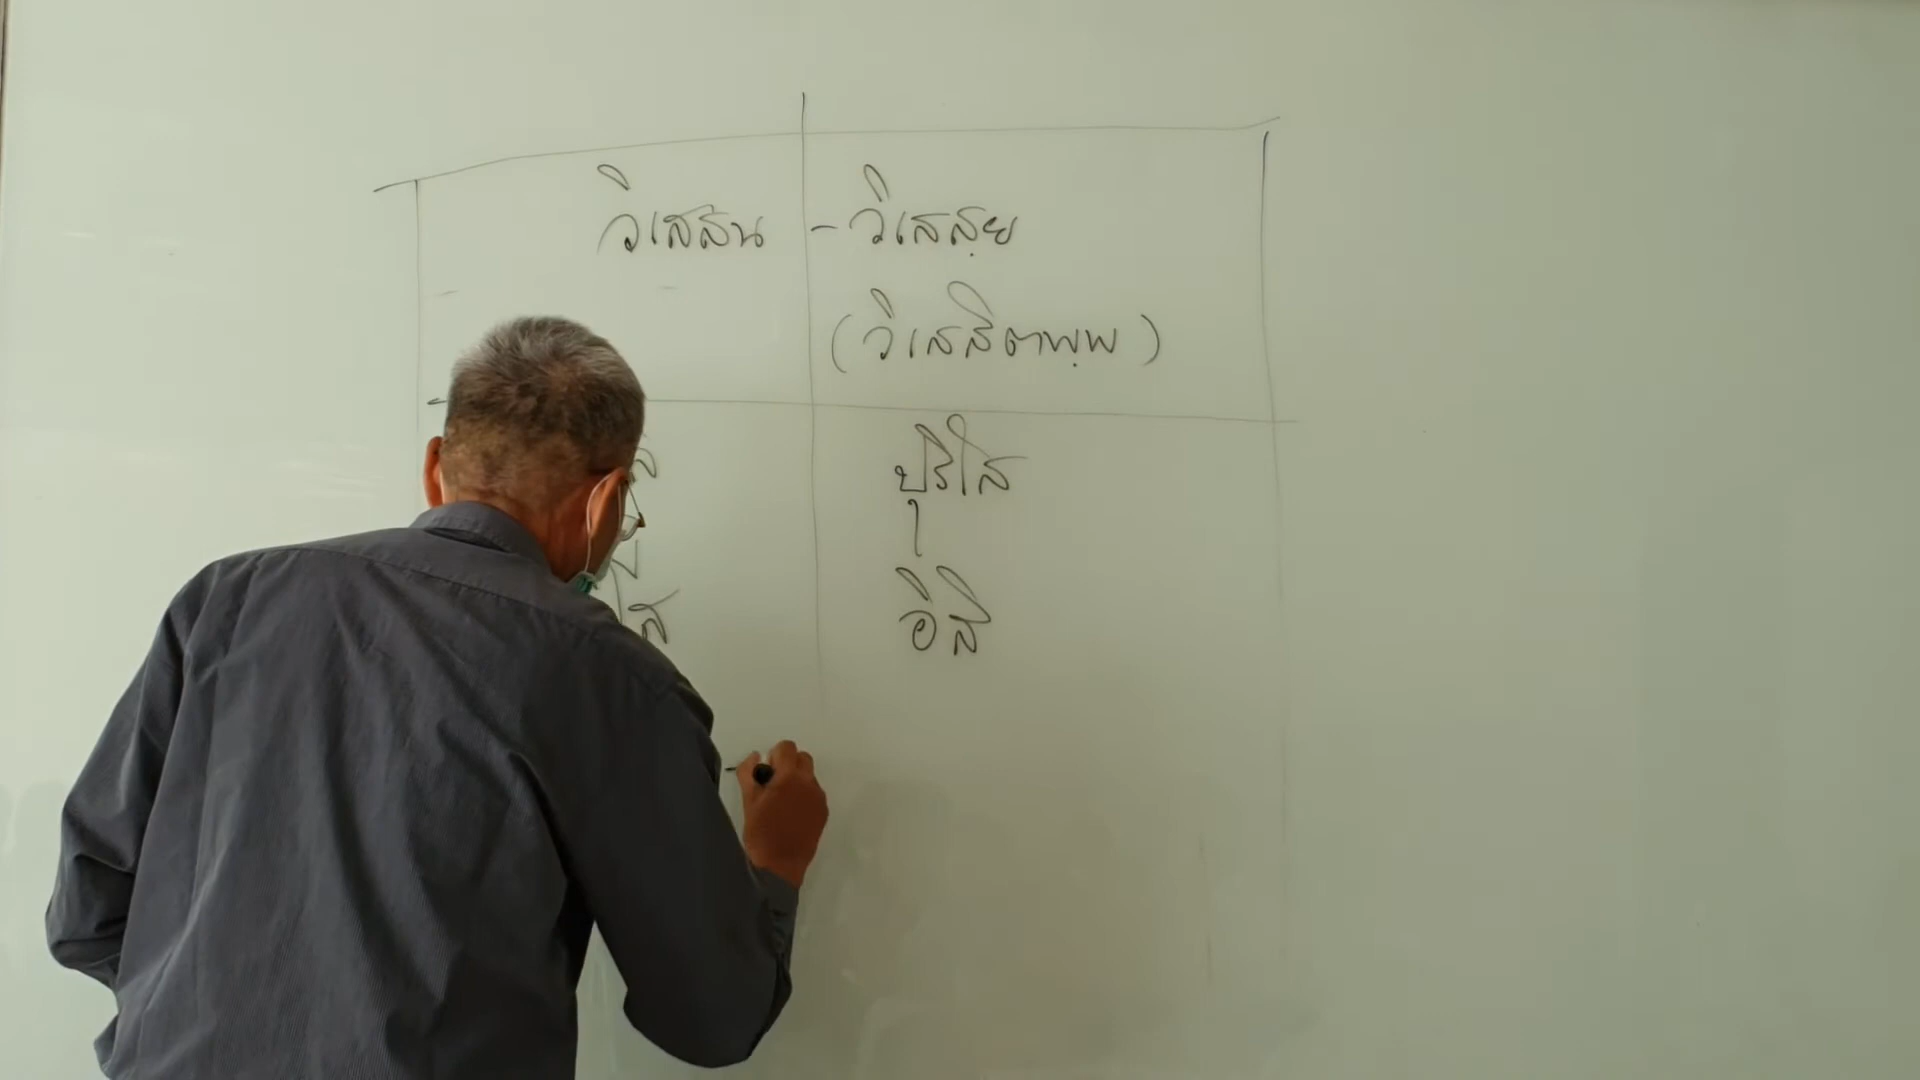 วิเสสน - วิเสสฺย
(วิเสสิตพฺพ)
ปุริโส
อิสิ